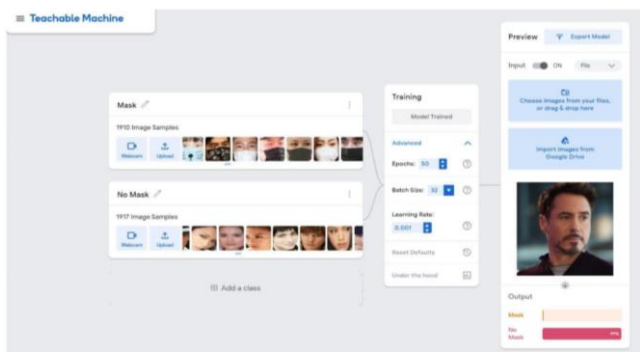 Teachable Machine
Mask
1910 Image Samples
Webcam
Upload
No Mask
1917 Image Samples
Webcam
Upload
Add a class
Training
Model Trained
Advanced
Epochs: 50
Batch Size: 32
Learning Rate:
0.001
Reset Defaults
Under the hood
Preview
Export Model
Input ON File
Choose images from your files,
or drag & drop here
Import images from
Google Drive
Output
Mask
No
Mask